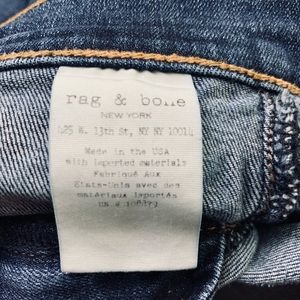 rag & bone
NEW YORK
425 W. 13th St, NY NY 10014
Made in the USA
with imported materials
Fabriqué Aux
États-Unis avec des
matériaux importés
RN #